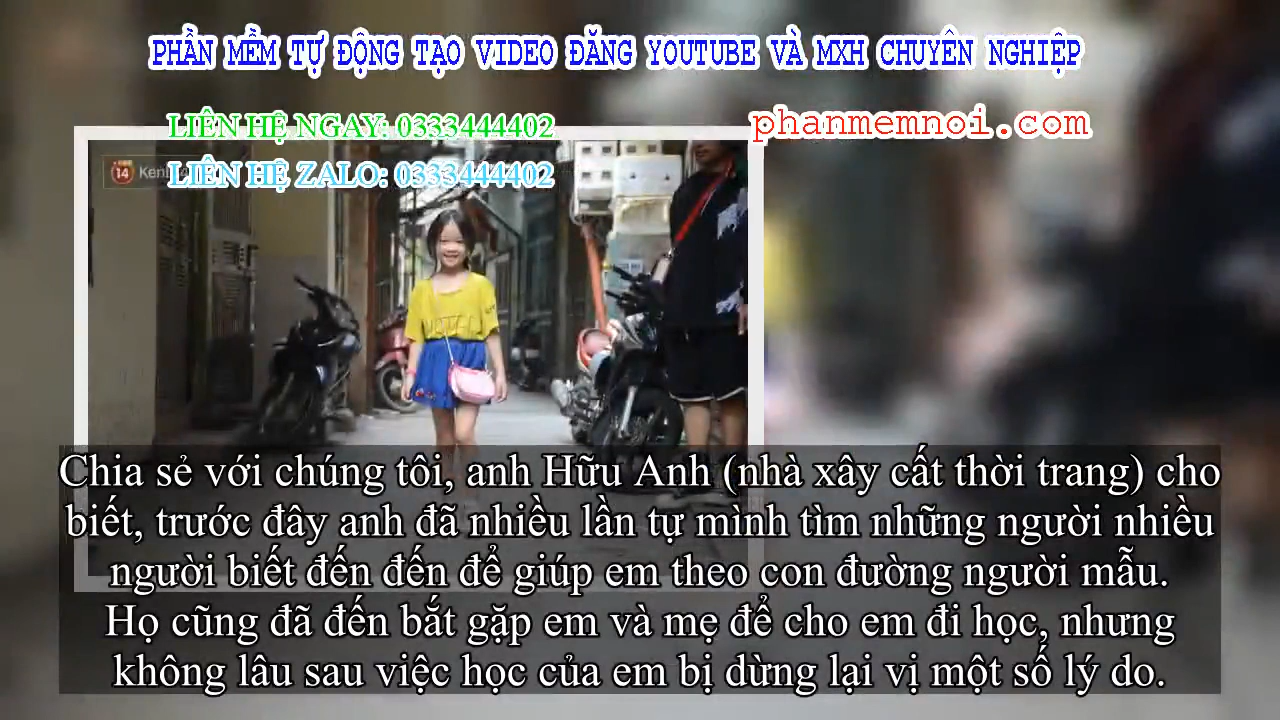 PHẦN MỀM TỰ ĐỘNG TẠO VIDEO ĐĂNG YOUTUBE VÀ MXH CHUYÊN NGHIỆP
LIÊN HỆ NGAY: 0333444402
phanmemnoi.com
14
LIÊN HỆ ZALO: 0333444402
Chia sẻ với chúng tôi, anh Hữu Anh (nhà xây cất thời trang) cho
biết, trước đây anh đã nhiều lần tự mình tìm những người nhiều
người biết đến đến để giúp em theo con đường người mẫu.
Họ cũng đã đến bắt gặp em và mẹ để cho em đi học, nhưng
không lâu sau việc học của em bị dừng lại vị một số lý do.